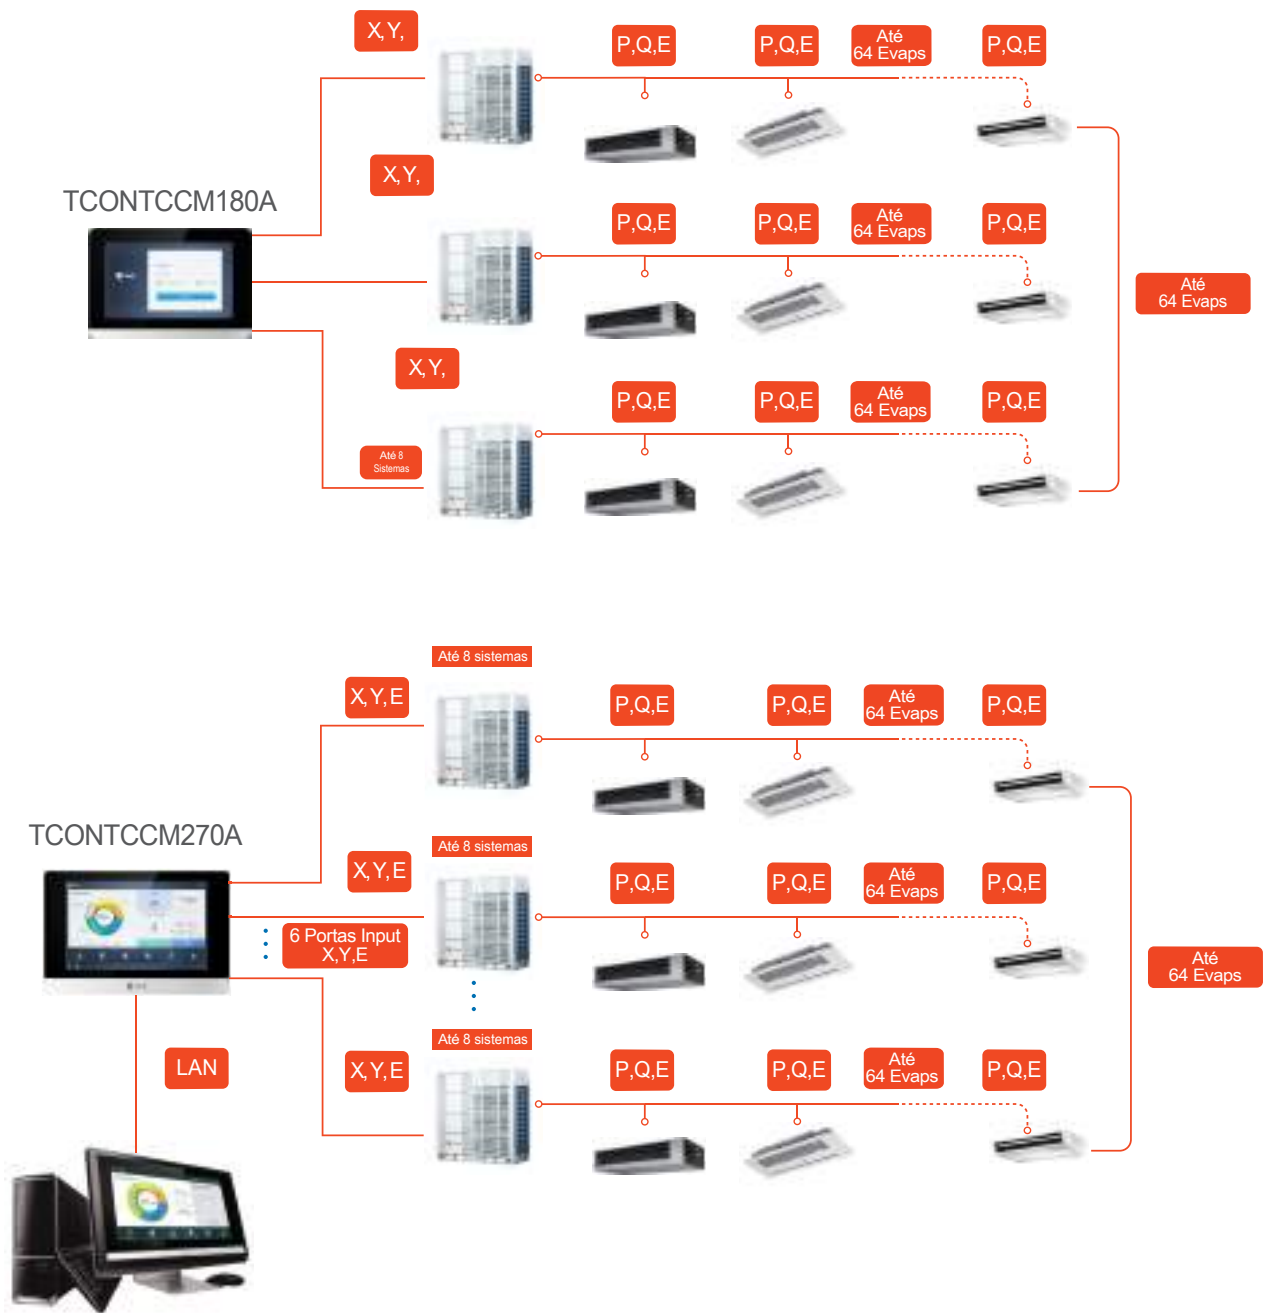 X,Y,
P,Q,E
P,Q,E
Até
64 Evaps
P,Q,E
X,Y,
TCONTCCM180A
P,Q,E
P,Q,E
Até
64 Evaps
P,Q,E
Até
64 Evaps
X,Y,
P,Q,E
P,Q,E
Até
64 Evaps
P,Q,E
Até 8
Sistemas
Até 8 sistemas
X,Y,E
P,Q,E
P,Q,E
Até
64 Evaps
P,Q,E
TCONTCCM270A
Até 8 sistemas
X,Y,E
P,Q,E
P,Q,E
Até
64 Evaps
P,Q,E
6 Portas Input
X,Y,E
Até
64 Evaps
Até 8 sistemas
LAN
X,Y,E
P,Q,E
P,Q,E
Até
64 Evaps
P,Q,E